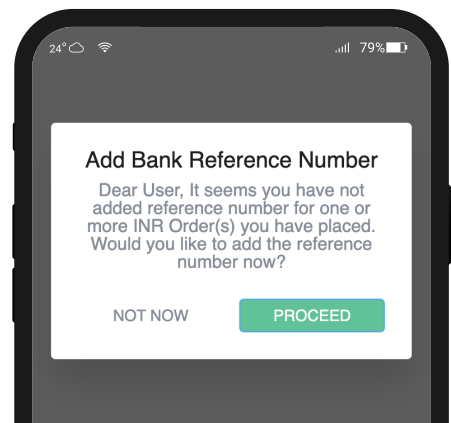 24° 79%
Add Bank Reference Number
Dear User, It seems you have not
added reference number for one or
more INR Order(s) you have placed.
Would you like to add the reference
number now?
NOT NOW PROCEED